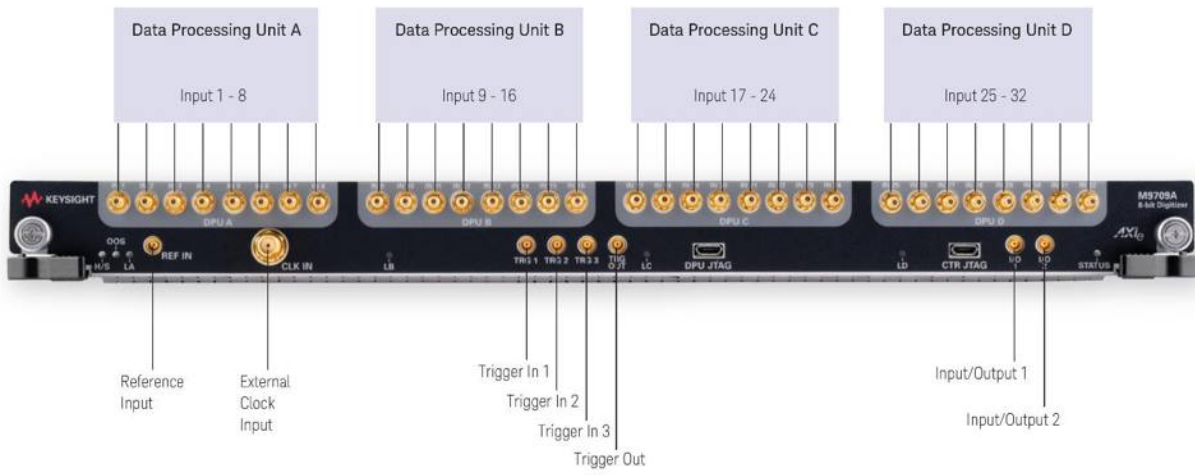 Data Processing Unit A
Input 1 - 8
Data Processing Unit B
Input 9 - 16
Data Processing Unit C
Input 17 - 24
Data Processing Unit D
Input 25 - 32
KEYSIGHT
DPU A
DPU B
DPU C
DPU D
M9709A
8-bit Digitizer
AXIe
OOS
H/S
LA
REF IN
CLK IN
LB
TRIG 1
TRIG 2
TRIG 3
TRIG
OUT
LC
DPU JTAG
LD
CTR JTAG
I/O
I/O
STATUS
Reference
Input
External
Clock
Input
Trigger In 1
Trigger In 2
Trigger In 3
Trigger Out
Input/Output 1
Input/Output 2